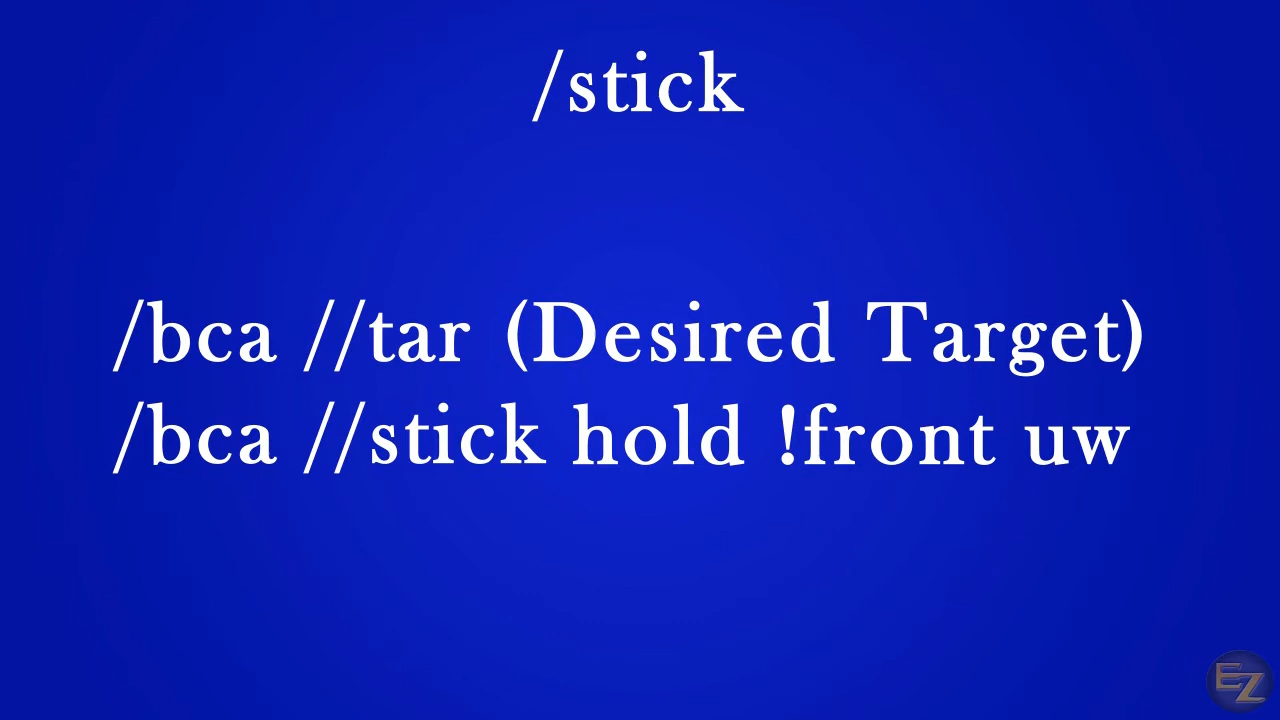 /stick
/bca //tar (Desired Target)
/bca //stick hold !front uw
EZ